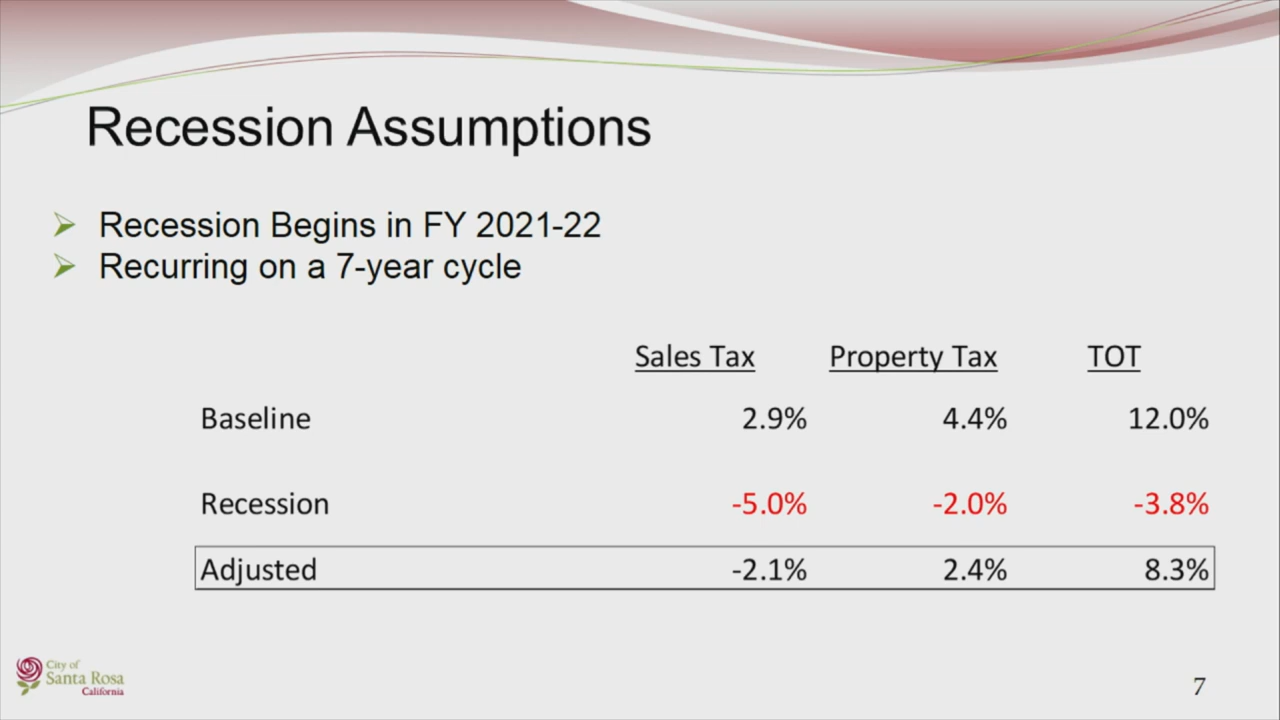 Recession Assumptions
Recession Begins in FY 2021-22
Recurring on a 7-year cycle
Sales Tax Property Tax TOT
Baseline 2.9% 4.4% 12.0%
Recession -5.0% -2.0% -3.8%
Adjusted -2.1% 2.4% 8.3%
City of
Santa Rosa
California
7